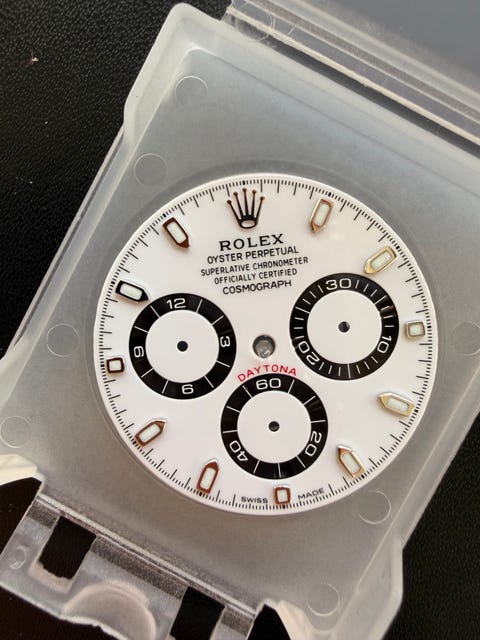 ROLEX
OYSTER PERPETUAL
SUPERLATIVE CHRONOMETER
OFFICIALLY CERTIFIED
COSMOGRAPH
12
3
6
9
30
10
20
DAYTONA
60
20
40
SWISS MADE